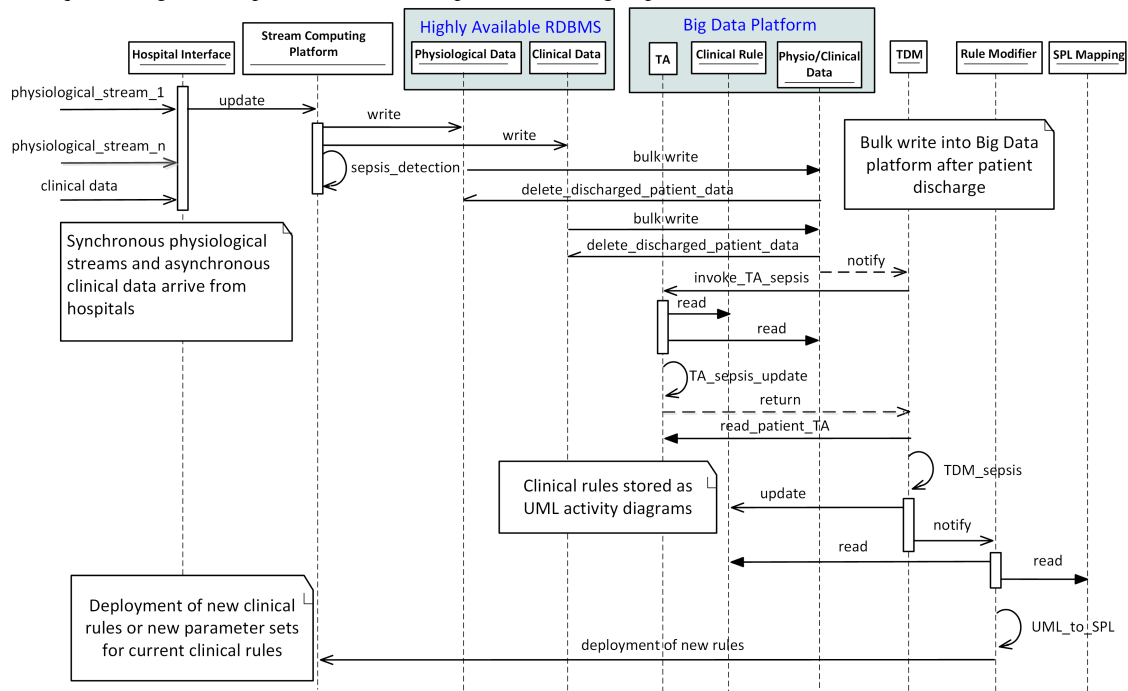 Highly Available RDBMS
Big Data Platform
Hospital Interface
Stream Computing
Platform
Physiological Data
Clinical Data
TA
Clinical Rule
Physio/Clinical
Data
TDM
Rule Modifier
SPL Mapping
physiological_stream_1
update
write
write
physiological_stream_n
sepsis_detection
bulk write
clinical data
delete_discharged_patient_data
Bulk write into Big Data
platform after patient
discharge
bulk write
delete_discharged_patient_data
Synchronous physiological
streams and asynchronous
clinical data arrive from
hospitals
notify
invoke_TA_sepsis
read
read
TA_sepsis_update
return
read_patient_TA
TDM_sepsis
Clinical rules stored as
UML activity diagrams
update
notify
read
read
Deployment of new clinical
rules or new parameter sets
for current clinical rules
UML_to_SPL
deployment of new rules